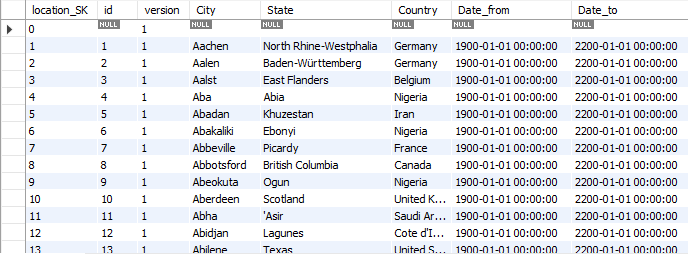 location_SK id version City State Country Date_from Date_to
0 NULL 1 NULL NULL NULL NULL NULL
1 1 1 Aachen North Rhine-Westphalia Germany 1900-01-01 00:00:00 2200-01-01 00:00:00
2 2 1 Aalen Baden-Württemberg Germany 1900-01-01 00:00:00 2200-01-01 00:00:00
3 3 1 Aalst East Flanders Belgium 1900-01-01 00:00:00 2200-01-01 00:00:00
4 4 1 Aba Abia Nigeria 1900-01-01 00:00:00 2200-01-01 00:00:00
5 5 1 Abadan Khuzestan Iran 1900-01-01 00:00:00 2200-01-01 00:00:00
6 6 1 Abakaliki Ebonyi Nigeria 1900-01-01 00:00:00 2200-01-01 00:00:00
7 7 1 Abbeville Picardy France 1900-01-01 00:00:00 2200-01-01 00:00:00
8 8 1 Abbotsford British Columbia Canada 1900-01-01 00:00:00 2200-01-01 00:00:00
9 9 1 Abeokuta Ogun Nigeria 1900-01-01 00:00:00 2200-01-01 00:00:00
10 10 1 Aberdeen Scotland United K... 1900-01-01 00:00:00 2200-01-01 00:00:00
11 11 1 Abha 'Asir Saudi Ar... 1900-01-01 00:00:00 2200-01-01 00:00:00
12 12 1 Abidjan Lagunes Cote d'I... 1900-01-01 00:00:00 2200-01-01 00:00:00
13 13 1 Abilene Texas United S... 1900-01-01 00:00:00 2200-01-01 00:00:00